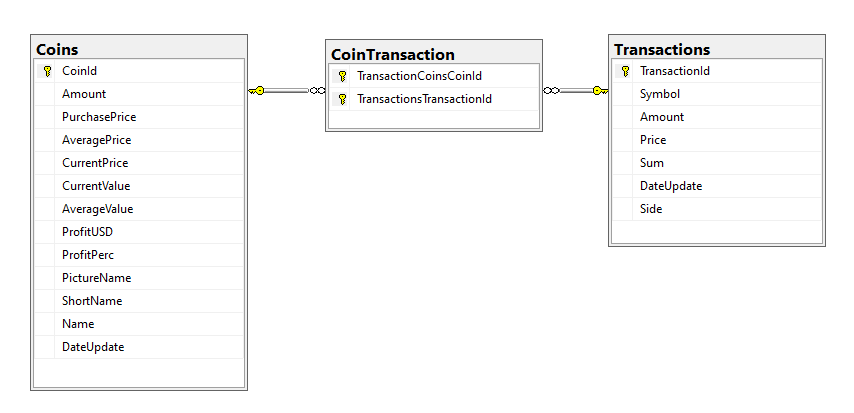 Coins
CoinId
Amount
PurchasePrice
AveragePrice
CurrentPrice
CurrentValue
AverageValue
ProfitUSD
ProfitPerc
PictureName
ShortName
Name
DateUpdate
CoinTransaction
TransactionCoinsCoinId
TransactionsTransactionId
Transactions
TransactionId
Symbol
Amount
Price
Sum
DateUpdate
Side